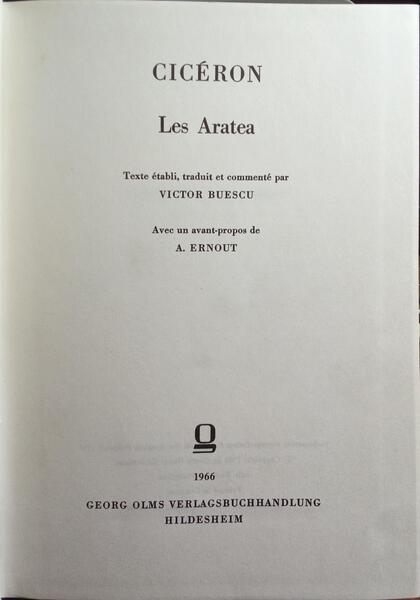 CICÉRON
Les Aratea
Texte établi, traduit et commenté par
VICTOR BUESCU
Avec un avant-propos de
A. ERNOUT
1966
GEORG OLMS VERLAGSBUCHHANDLUNG
HILDESHEIM